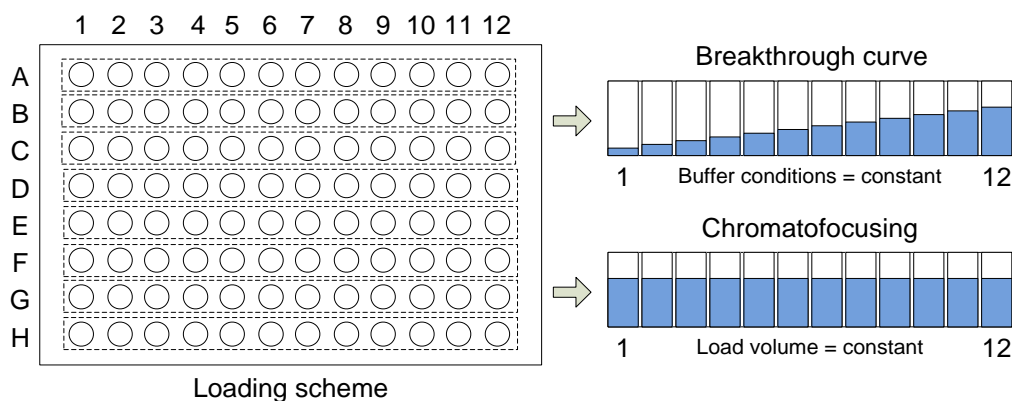 1 2 3 4 5 6 7 8 9 10 11 12
A
B
C
D
E
F
G
H
Loading scheme
Breakthrough curve
1 Buffer conditions = constant 12
Chromatofocusing
1 Load volume = constant 12